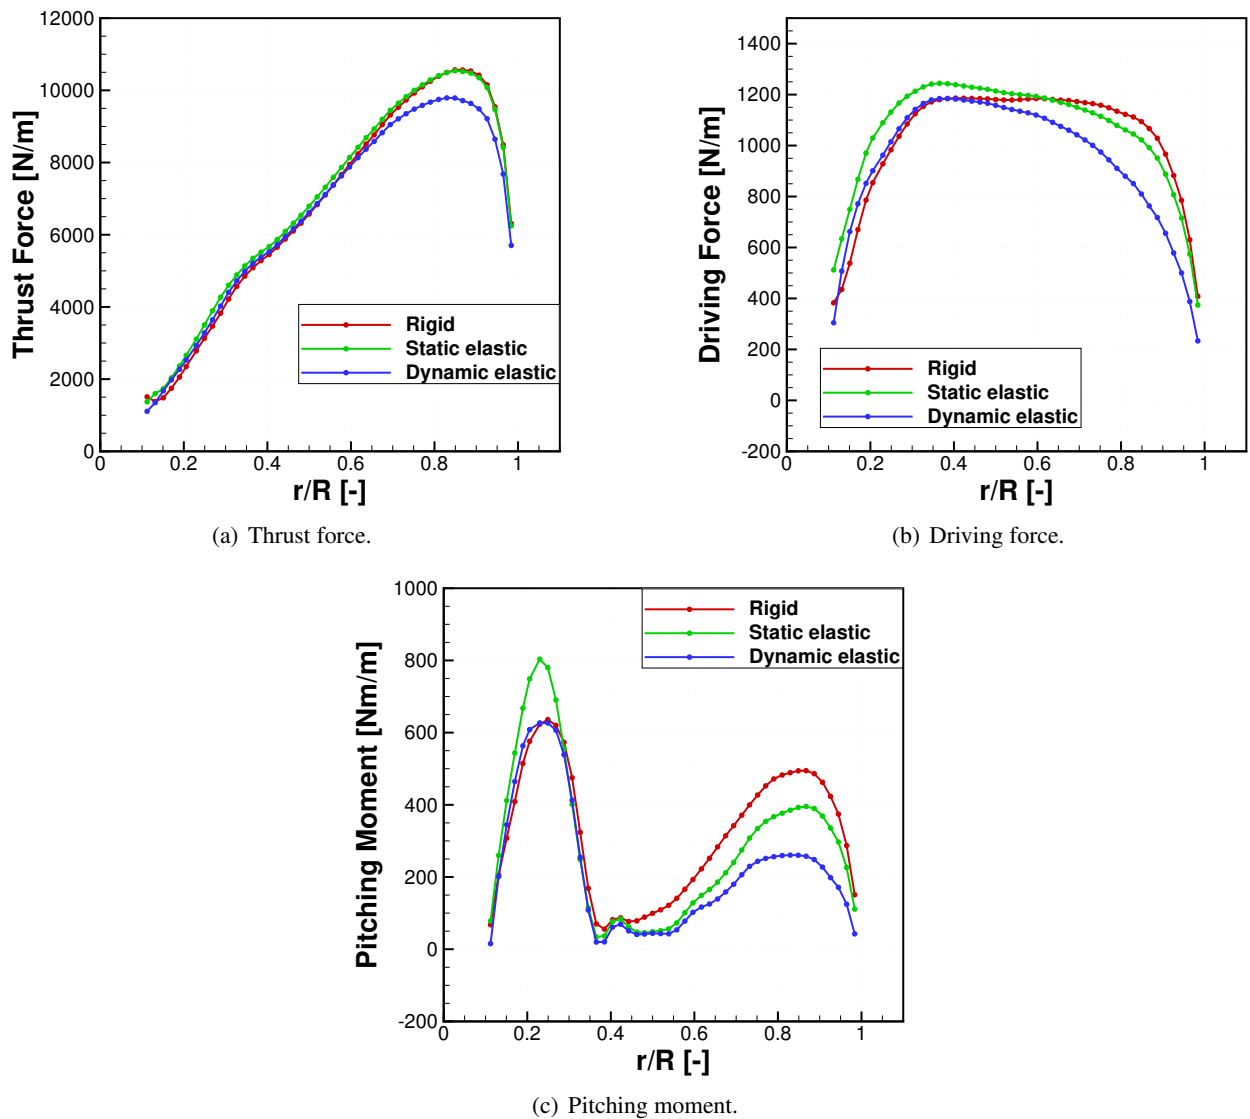 12000
10000
8000
6000
4000
2000
0
Thrust Force [N/m]
Rigid
Static elastic
Dynamic elastic
0 0.2 0.4 0.6 0.8 1
r/R [-]
(a) Thrust force.
1400
1200
1000
800
600
400
200
0
-200
Driving Force [N/m]
Rigid
Static elastic
Dynamic elastic
0 0.2 0.4 0.6 0.8 1
r/R [-]
(b) Driving force.
1000
800
600
400
200
0
-200
Pitching Moment [Nm/m]
Rigid
Static elastic
Dynamic elastic
0 0.2 0.4 0.6 0.8 1
r/R [-]
(c) Pitching moment.